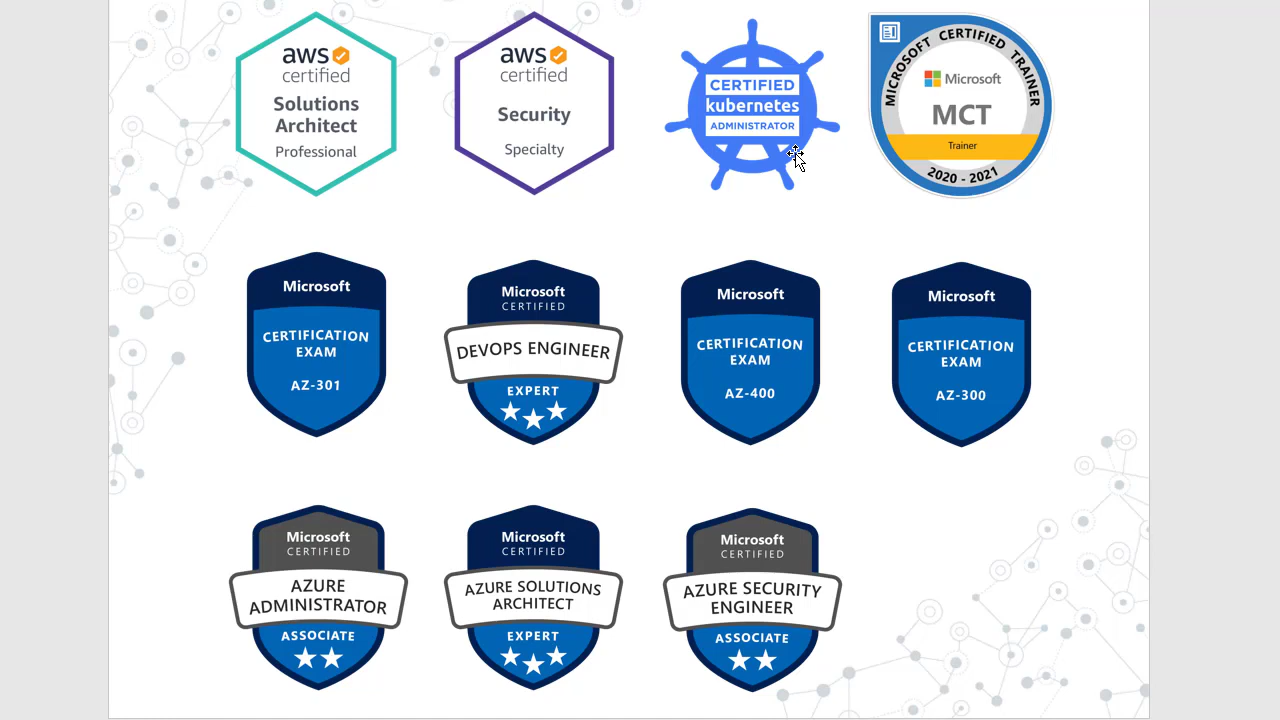 aws
certified
Solutions
Architect
Professional
aws
certified
Security
Specialty
CERTIFIED
kubernetes
ADMINISTRATOR
MICROSOFT CERTIFIED TRAINER
Microsoft
MCT
Trainer
2020 - 2021
Microsoft
CERTIFICATION
EXAM
AZ-301
Microsoft
CERTIFIED
DEVOPS ENGINEER
EXPERT
Microsoft
CERTIFICATION
EXAM
AZ-400
Microsoft
CERTIFICATION
EXAM
AZ-300
Microsoft
CERTIFIED
AZURE
ADMINISTRATOR
ASSOCIATE
Microsoft
CERTIFIED
AZURE SOLUTIONS
ARCHITECT
EXPERT
Microsoft
CERTIFIED
AZURE SECURITY
ENGINEER
ASSOCIATE